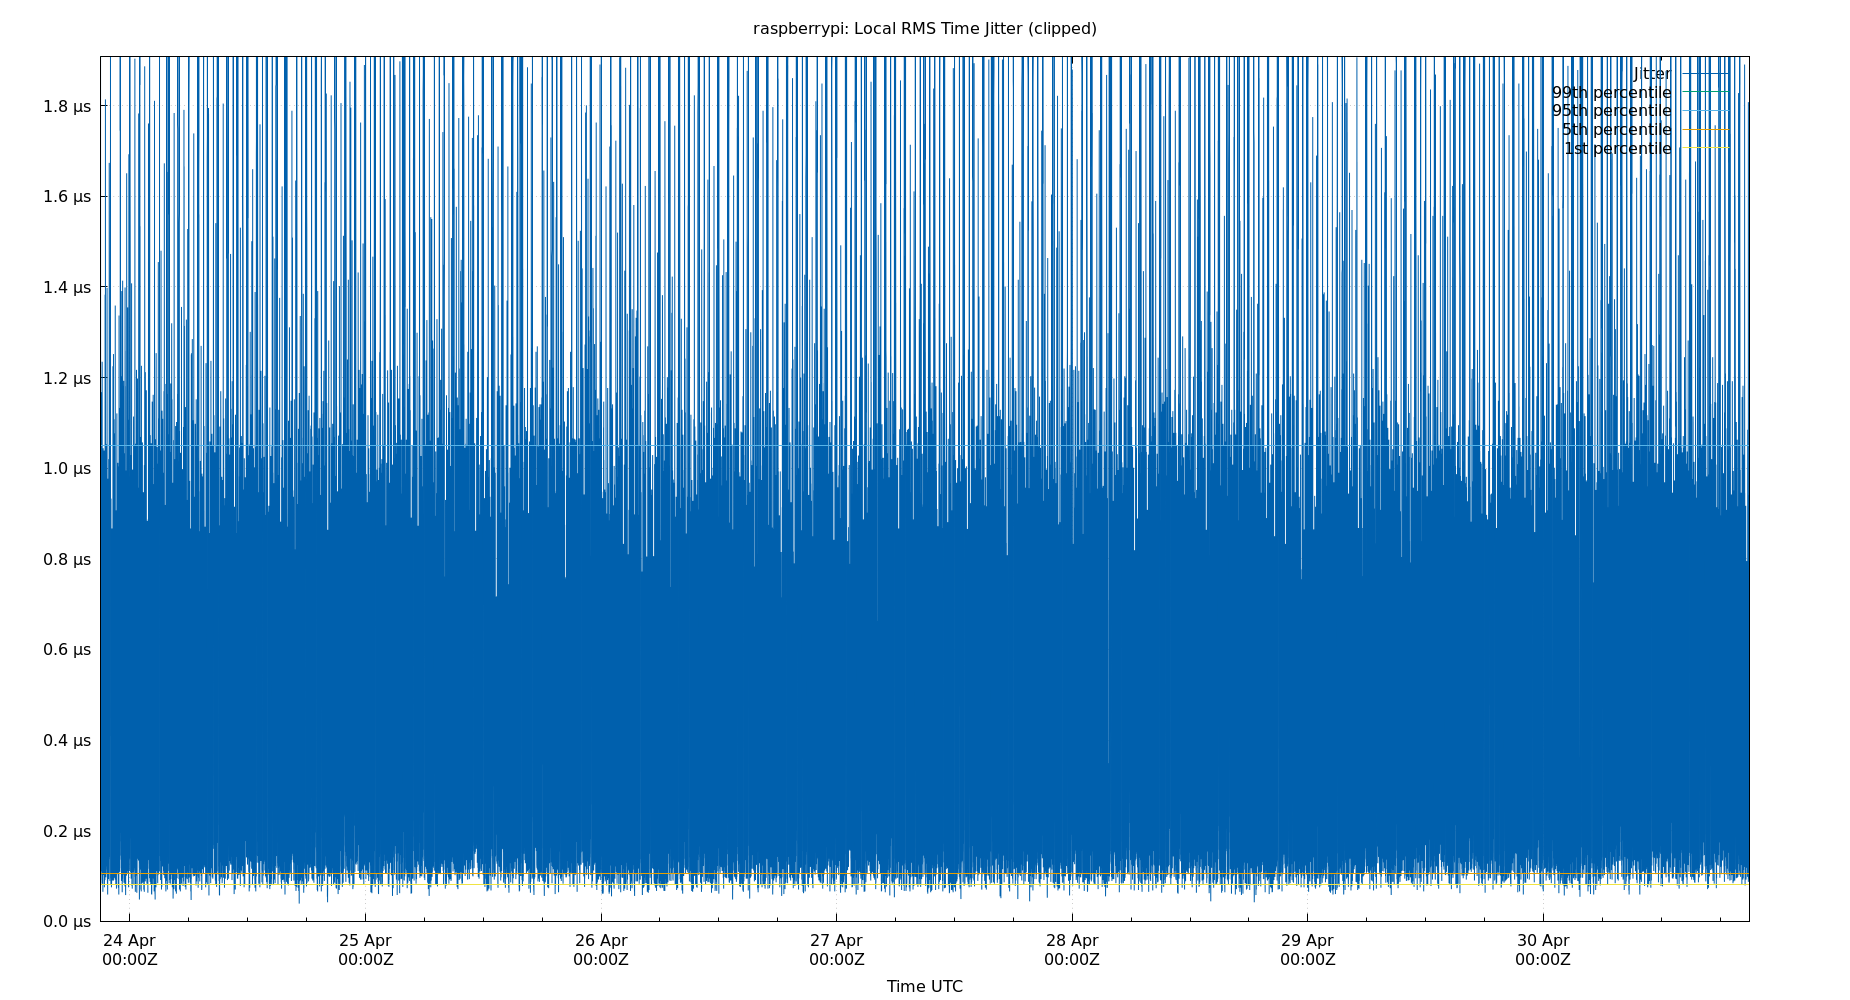 raspberrypi: Local RMS Time Jitter (clipped)
Jitter
99th percentile
95th percentile
5th percentile
1st percentile
1.8 μs
1.6 μs
1.4 μs
1.2 μs
1.0 μs
0.8 μs
0.6 μs
0.4 μs
0.2 μs
0.0 μs
24 Apr 25 Apr 26 Apr 27 Apr 28 Apr 29 Apr 30 Apr
00:00Z 00:00Z 00:00Z 00:00Z 00:00Z 00:00Z 00:00Z
Time UTC